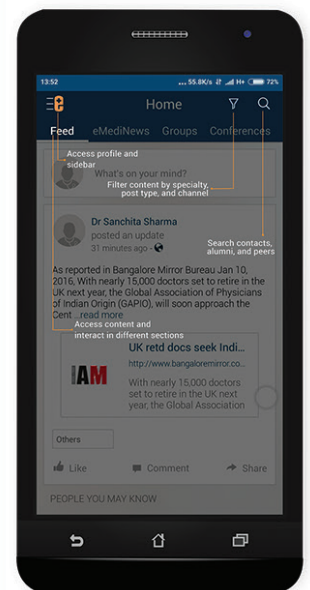 13:52
... 55.8K/s H+ 72%
Home
Feed eMediNews Groups Conferences
Access profile and
sidebar
What's on your mind?
Filter content by specialty,
post type, and channel
Dr Sanchita Sharma
posted an update
31 minutes ago -
Search contacts,
alumni, and peers
As reported in Bangalore Mirror Bureau Jan 10,
2016, With nearly 15,000 doctors set to retire in the
UK next year, the Global Association of Physicians
of Indian Origin (GAPIO), will soon approach the
Cent ...read more
Access content and
interact in different sections
UK retd docs seek Indi...
http://www.bangaloremirror.co...
IAM
With nearly 15,000 doctors
set to retire in the UK next
year, the Global Association
Others
Like Comment Share
PEOPLE YOU MAY KNOW